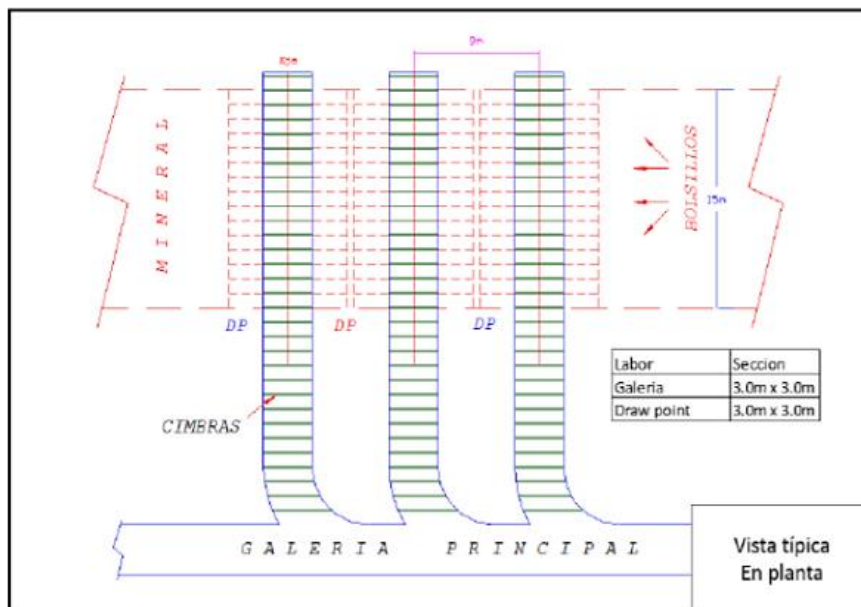 9m
MINERAL
BOLSILLOS
15m
DP
DP
DP
Labor Seccion
Galeria 3.0m x 3.0m
Draw point 3.0m x 3.0m
CIMBRAS
GALERIA PRINCIPAL
Vista típica
En planta